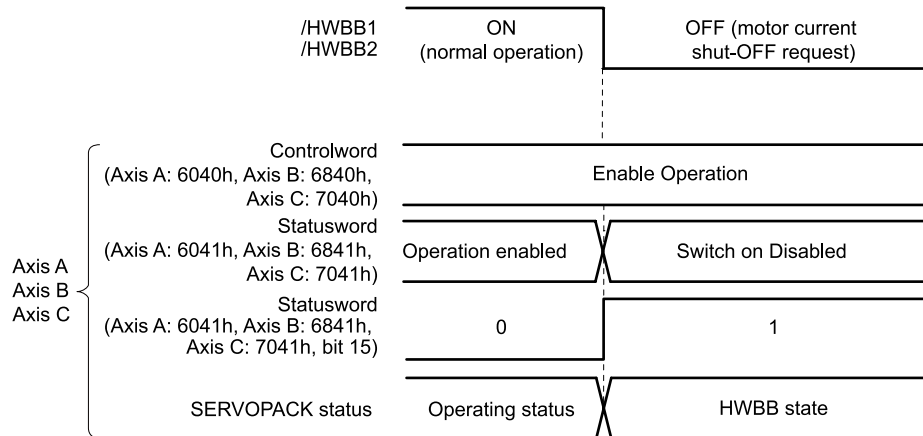 /HWBB1
/HWBB2
ON
(normal operation)
OFF (motor current
shut-OFF request)
Axis A
Axis B
Axis C
Controlword
(Axis A: 6040h, Axis B: 6840h,
Axis C: 7040h)
Enable Operation
Statusword
(Axis A: 6041h, Axis B: 6841h,
Axis C: 7041h)
Operation enabled
Switch on Disabled
Statusword
(Axis A: 6041h, Axis B: 6841h,
Axis C: 7041h, bit 15)
0
1
SERVOPACK status
Operating status
HWBB state